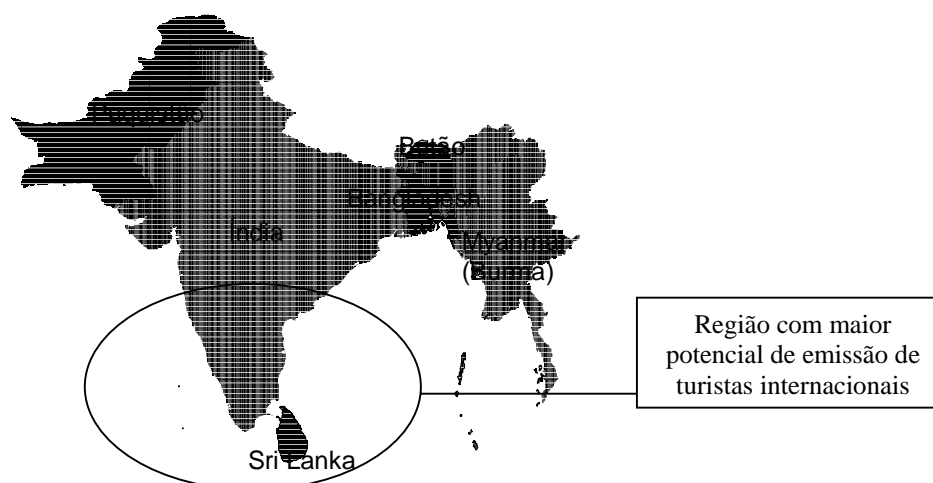 Paquistão
Butão
Bangladesh
Índia
Myanmar
(Burma)
Região com maior
potencial de emissão de
turistas internacionais
Sri Lanka